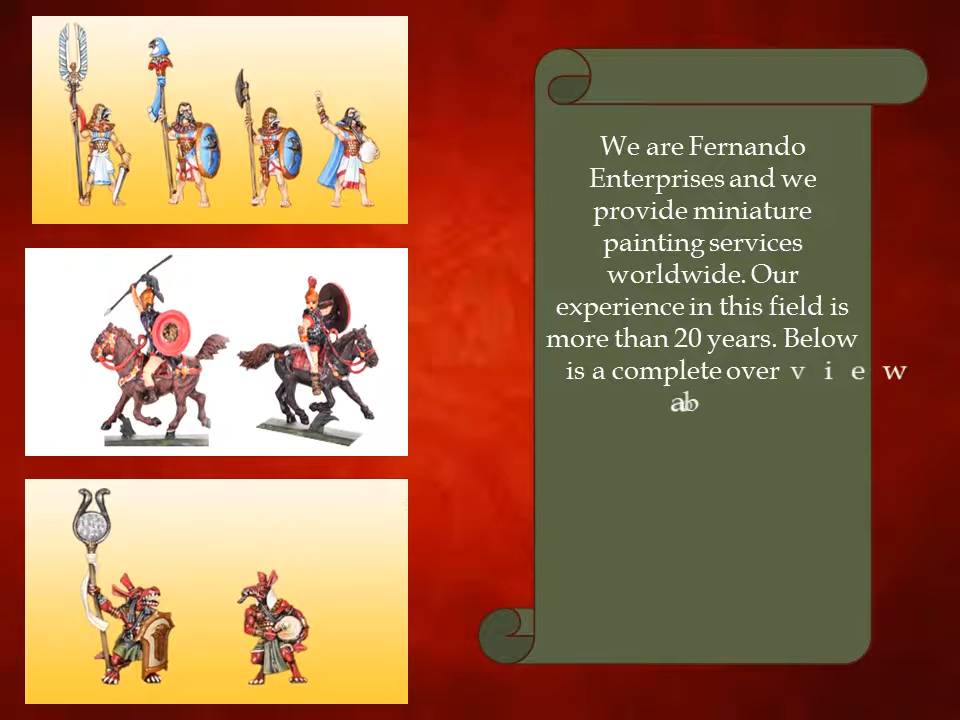 We are Fernando
Enterprises and we
provide miniature
painting services
worldwide. Our
experience in this field is
more than 20 years. Below
is a complete over v i e w
ab